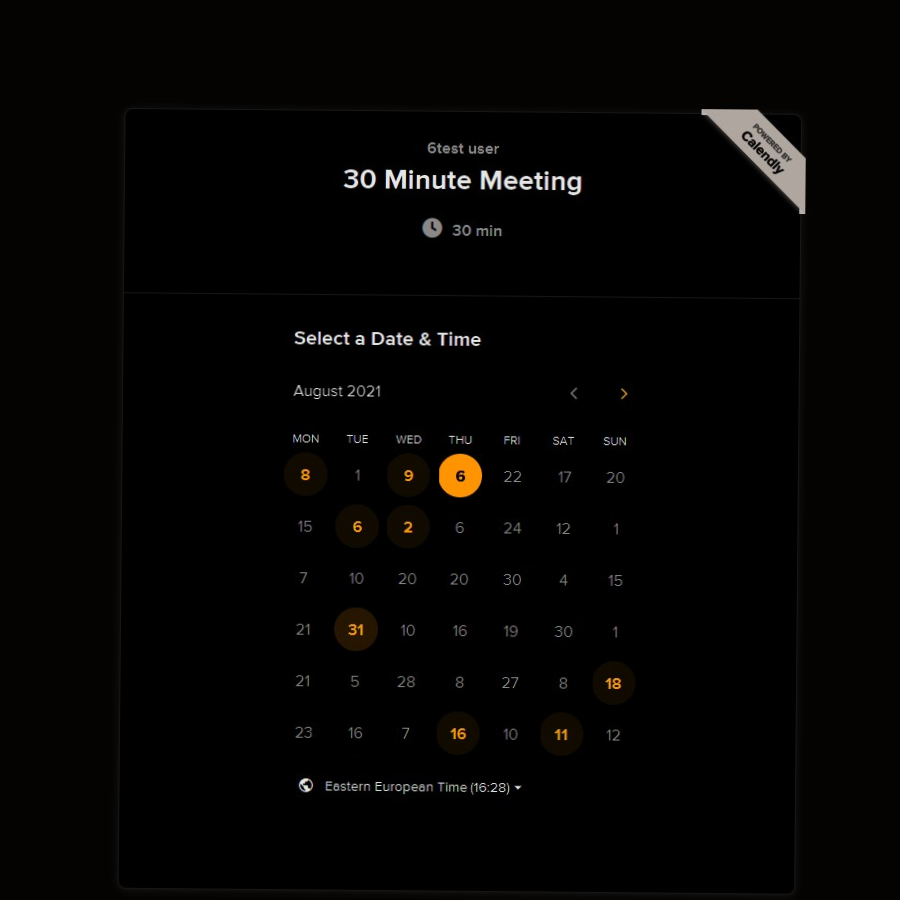 POWERED BY
Calendly
6test user
30 Minute Meeting
30 min
Select a Date & Time
August 2021
MON TUE WED THU FRI SAT SUN
8 1 9 6 22 17 20
15 6 2 6 24 12 1
7 10 20 20 30 4 15
21 31 10 16 19 30 1
21 5 28 8 27 8 18
23 16 7 16 10 11 12
Eastern European Time (16:28)